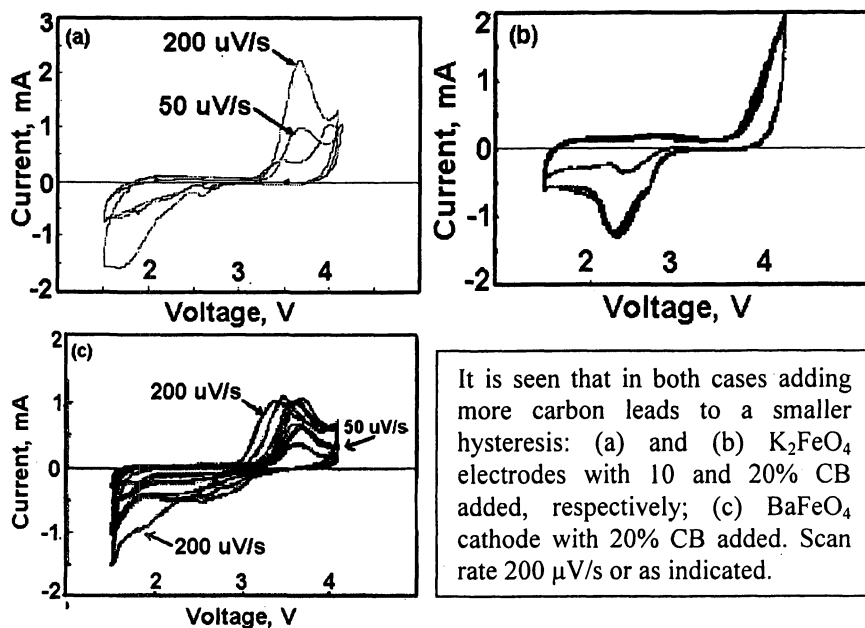 (a)
3
2
1
0
-1
-2
Current, mA
200 uV/s
50 uV/s
2 3 4
Voltage, V
(b)
2
1
0
-1
-2
Current, mA
2 3 4
Voltage, V
(c)
2
1
0
-1
-2
Current, mA
200 uV/s
50 uV/s
200 uV/s
2 3 4
Voltage, V
It is seen that in both cases adding
more carbon leads to a smaller
hysteresis: (a) and (b) K₂FeO₄
electrodes with 10 and 20% CB
added, respectively; (c) BaFeO₄
cathode with 20% CB added. Scan
rate 200 µV/s or as indicated.